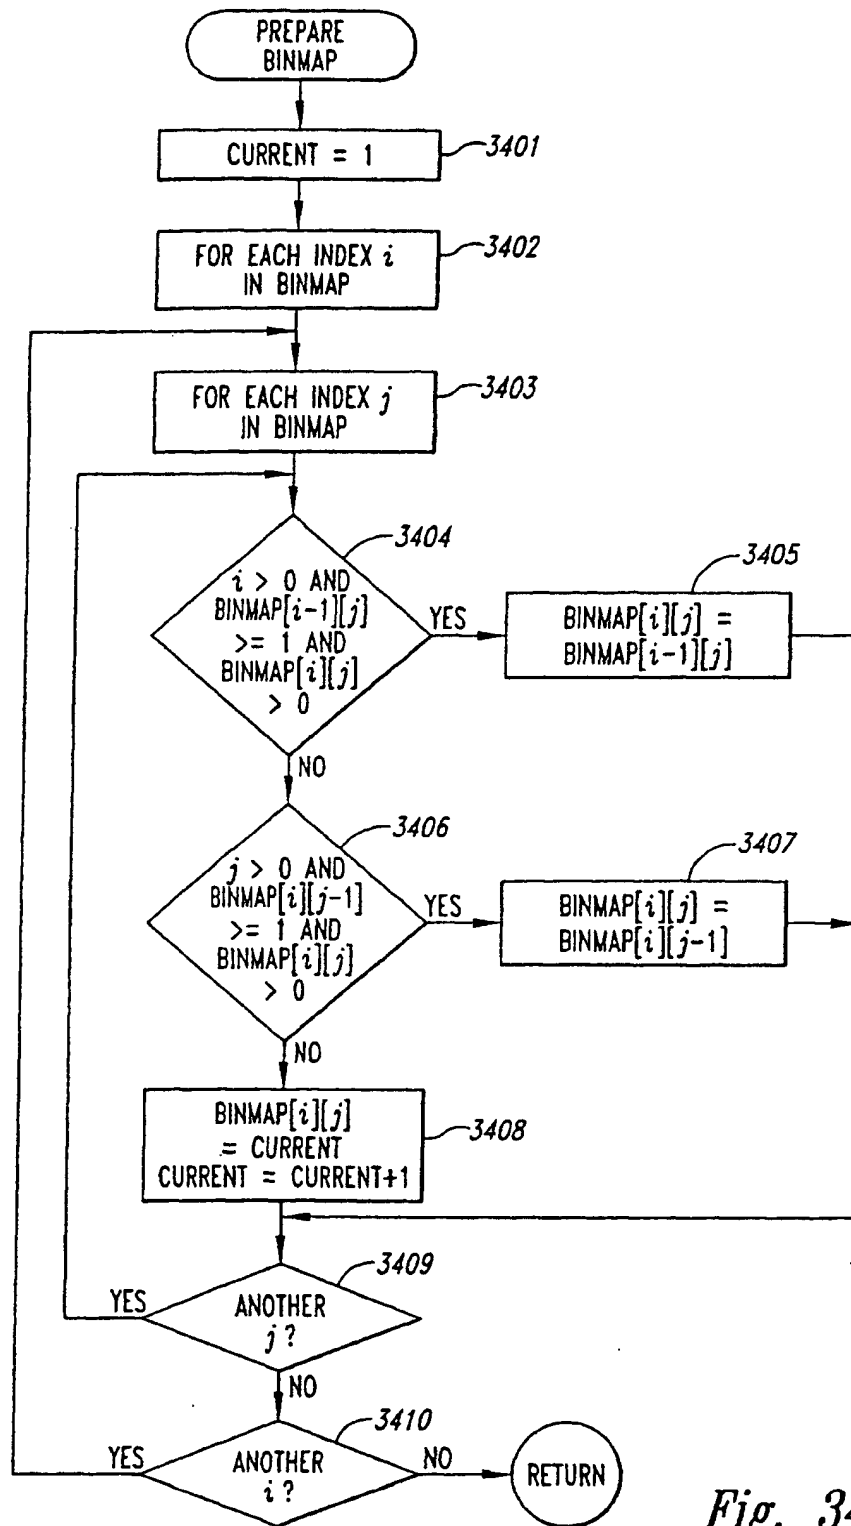 PREPARE
BINMAP
CURRENT = 1
3401
FOR EACH INDEX i
IN BINMAP
3402
FOR EACH INDEX j
IN BINMAP
3403
3404
i > 0 AND
BINMAP[i-1][j]
>= 1 AND
BINMAP[i][j]
> 0
YES
3405
BINMAP[i][j] =
BINMAP[i-1][j]
NO
3406
j > 0 AND
BINMAP[i][j-1]
>= 1 AND
BINMAP[i][j]
> 0
YES
3407
BINMAP[i][j] =
BINMAP[i][j-1]
NO
BINMAP[i][j]
= CURRENT
CURRENT = CURRENT+1
3408
3409
YES
ANOTHER
j?
NO
3410
YES
ANOTHER
i?
NO
RETURN
Fig. 34